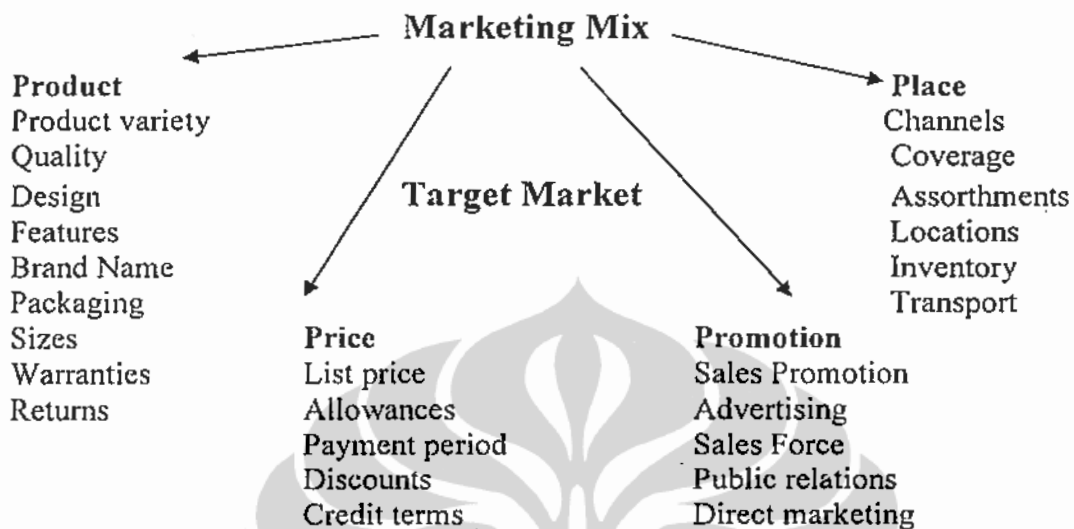 Marketing Mix
Product
Product variety
Quality
Design
Features
Brand Name
Packaging
Sizes
Warranties
Returns
Target Market
Price
List price
Allowances
Payment period
Discounts
Credit terms
Promotion
Sales Promotion
Advertising
Sales Force
Public relations
Direct marketing
Place
Channels
Coverage
Assorthments
Locations
Inventory
Transport